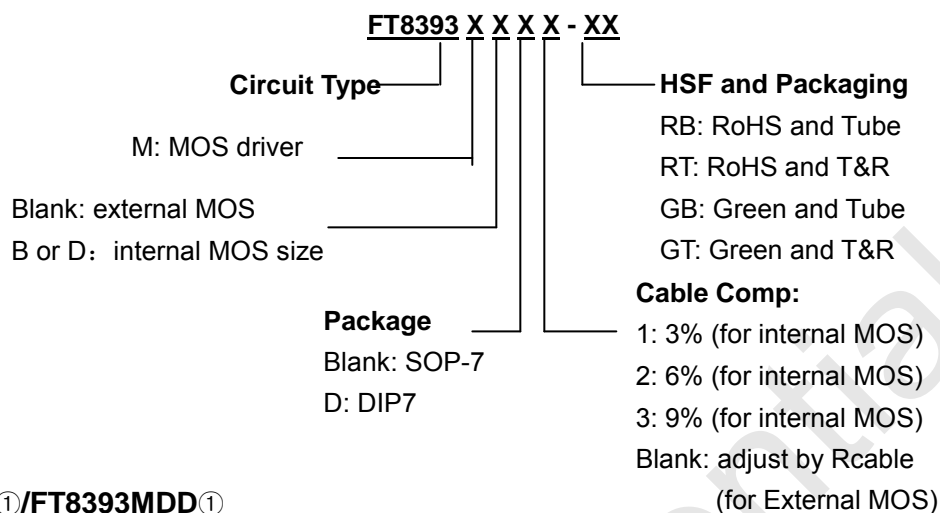 FT8393 X X X X - XX
Circuit Type
M: MOS driver
Blank: external MOS
B or D：internal MOS size
Package
Blank: SOP-7
D: DIP7
HSF and Packaging
RB: RoHS and Tube
RT: RoHS and T&R
GB: Green and Tube
GT: Green and T&R
Cable Comp:
1: 3% (for internal MOS)
2: 6% (for internal MOS)
3: 9% (for internal MOS)
Blank: adjust by Rcable
(for External MOS)
①/FT8393MDD①